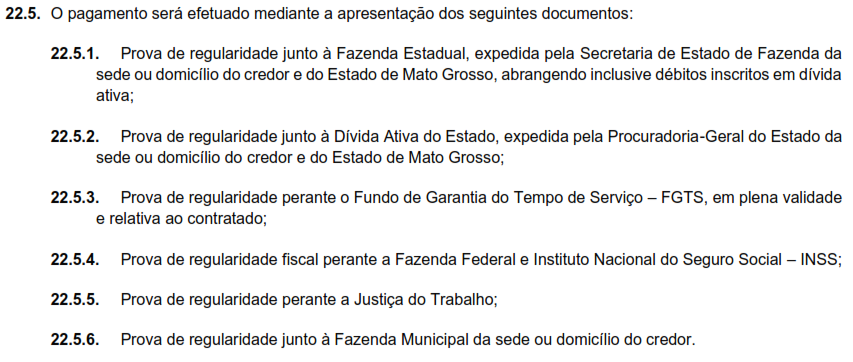 22.5. O pagamento será efetuado mediante a apresentação dos seguintes documentos:
22.5.1. Prova de regularidade junto à Fazenda Estadual, expedida pela Secretaria de Estado de Fazenda da
sede ou domicílio do credor e do Estado de Mato Grosso, abrangendo inclusive débitos inscritos em dívida
ativa;
22.5.2. Prova de regularidade junto à Dívida Ativa do Estado, expedida pela Procuradoria-Geral do Estado da
sede ou domicílio do credor e do Estado de Mato Grosso;
22.5.3. Prova de regularidade perante o Fundo de Garantia do Tempo de Serviço – FGTS, em plena validade
e relativa ao contratado;
22.5.4. Prova de regularidade fiscal perante a Fazenda Federal e Instituto Nacional do Seguro Social – INSS;
22.5.5. Prova de regularidade perante a Justiça do Trabalho;
22.5.6. Prova de regularidade junto à Fazenda Municipal da sede ou domicílio do credor.